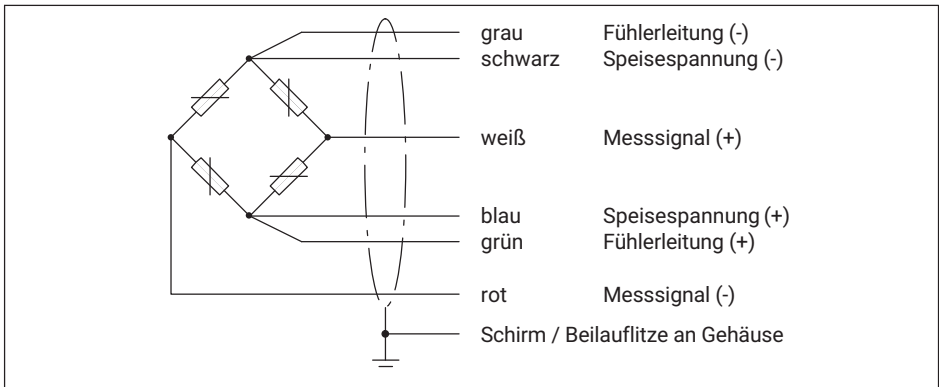 grau Fühlerleitung (-)
schwarz Speisespannung (-)
weiß Messsignal (+)
blau Speisespannung (+)
grün Fühlerleitung (+)
rot Messsignal (-)
Schirm / Beilauflitze an Gehäuse